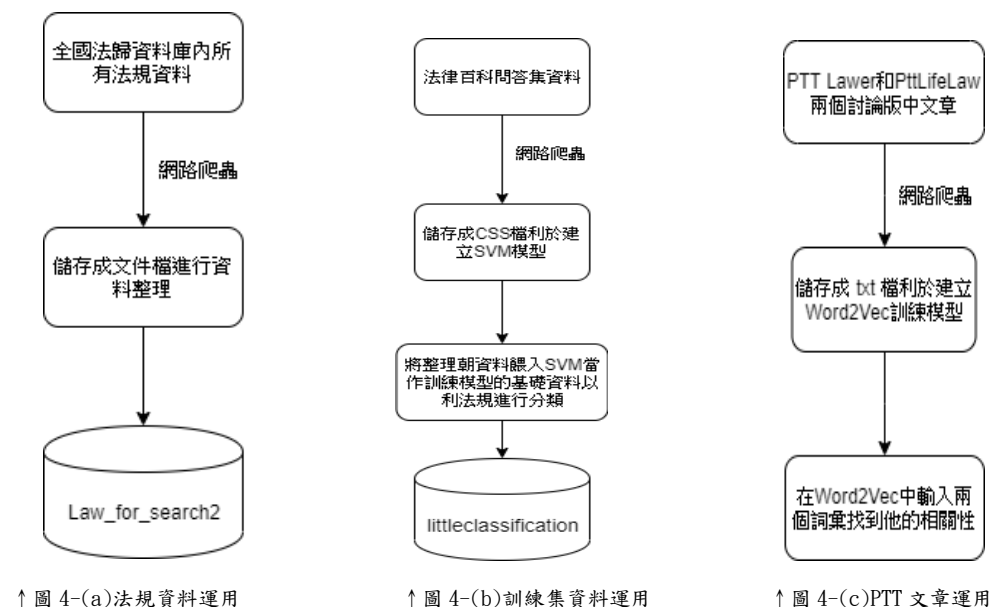 全國法歸資料庫內所
有法規資料
網路爬蟲
儲存成文件檔進行資
料整理
Law_for_search2
↑圖 4-(a)法規資料運用
法律百科問答集資料
網路爬蟲
儲存成CSS檔利於建
立SVM模型
將整理朝資料餵入SVM當
作訓練模型的基礎資料以
利法規進行分類
littleclassification
↑圖 4-(b)訓練集資料運用
PTT Lawer和PttLifeLaw
兩個討論版中文章
網路爬蟲
儲存成 txt 檔利於建立
Word2Vec訓練模型
在Word2Vec中輸入兩
個詞彙找到他的相關性
↑圖 4-(c)PTT 文章運用